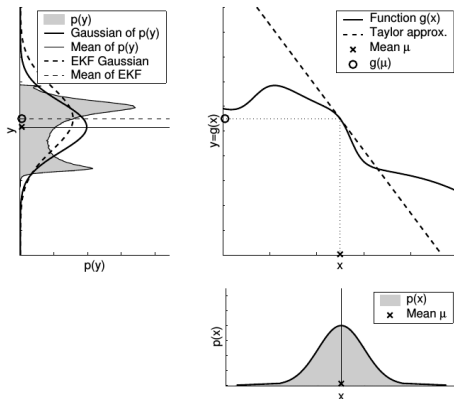 p(y)
Gaussian of p(y)
Mean of p(y)
EKF Gaussian
Mean of EKF
y
p(y)
Function g(x)
Taylor approx.
Mean μ
g(μ)
y=g(x)
x
p(x)
Mean μ
p(x)
x